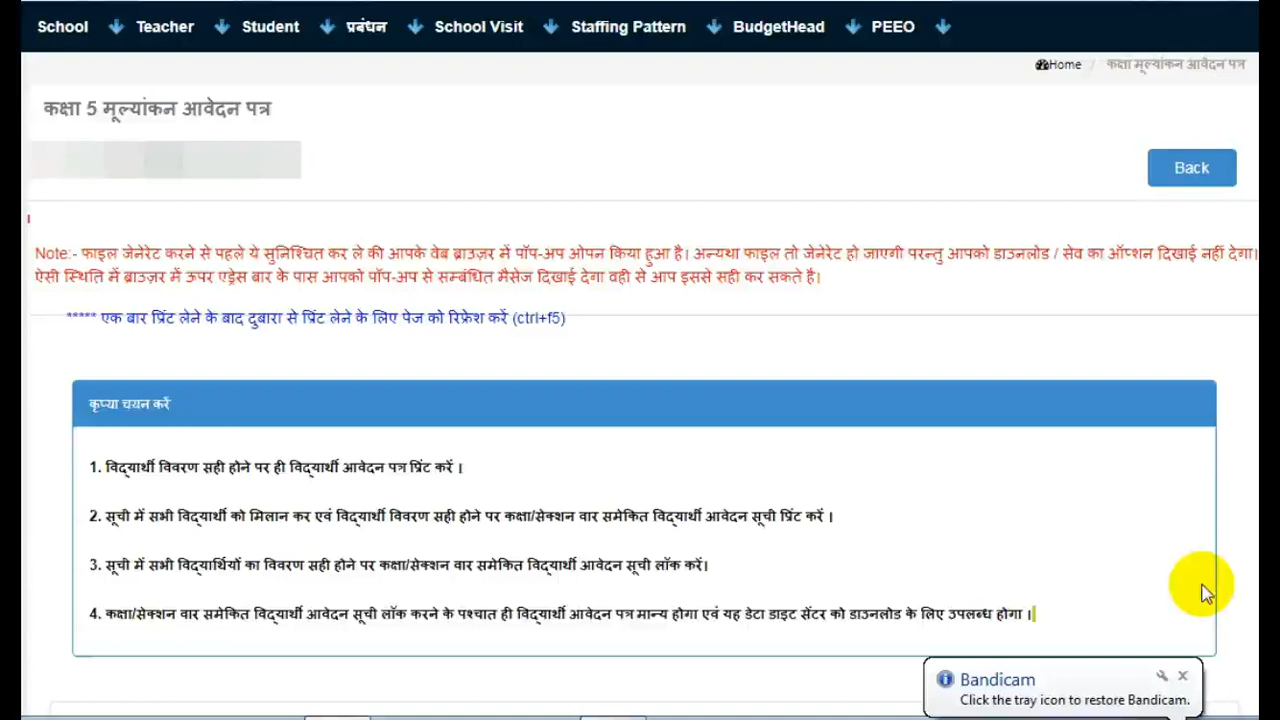 School Teacher Student प्रबंधन School Visit Staffing Pattern BudgetHead PEEO
Home / कक्षा मूल्यांकन आवेदन पत्र
कक्षा 5 मूल्यांकन आवेदन पत्र
Back
Note:- फाइल जेनेरेट करने से पहले ये सुनिश्चित कर ले की आपके वेब ब्राउज़र में पॉप-अप ओपन किया हुआ है। अन्यथा फाइल तो जेनेरेट हो जाएगी परन्तु आपको डाउनलोड / सेव का ऑप्शन दिखाई नहीं देगा।
ऐसी स्थिति में ब्राउज़र में ऊपर एड्रेस बार के पास आपको पॉप-अप से सम्बंधित मैसेज दिखाई देगा वही से आप इससे सही कर सकते है।
***** एक बार प्रिंट लेने के बाद दुबारा से प्रिंट लेने के लिए पेज को रिफ्रेश करें (ctrl+f5)
कृप्या चयन करें
1. विद्यार्थी विवरण सही होने पर ही विद्यार्थी आवेदन पत्र प्रिंट करें ।
2. सूची में सभी विद्यार्थी को मिलान कर एवं विद्यार्थी विवरण सही होने पर कक्षा/सेक्शन वार समेकित विद्यार्थी आवेदन सूची प्रिंट करें ।
3. सूची में सभी विद्यार्थियों का विवरण सही होने पर कक्षा/सेक्शन वार समेकित विद्यार्थी आवेदन सूची लॉक करें।
4. कक्षा/सेक्शन वार समेकित विद्यार्थी आवेदन सूची लॉक करने के पश्चात ही विद्यार्थी आवेदन पत्र मान्य होगा एवं यह डेटा डाइट सेंटर को डाउनलोड के लिए उपलब्ध होगा ।
Bandicam
Click the tray icon to restore Bandicam.